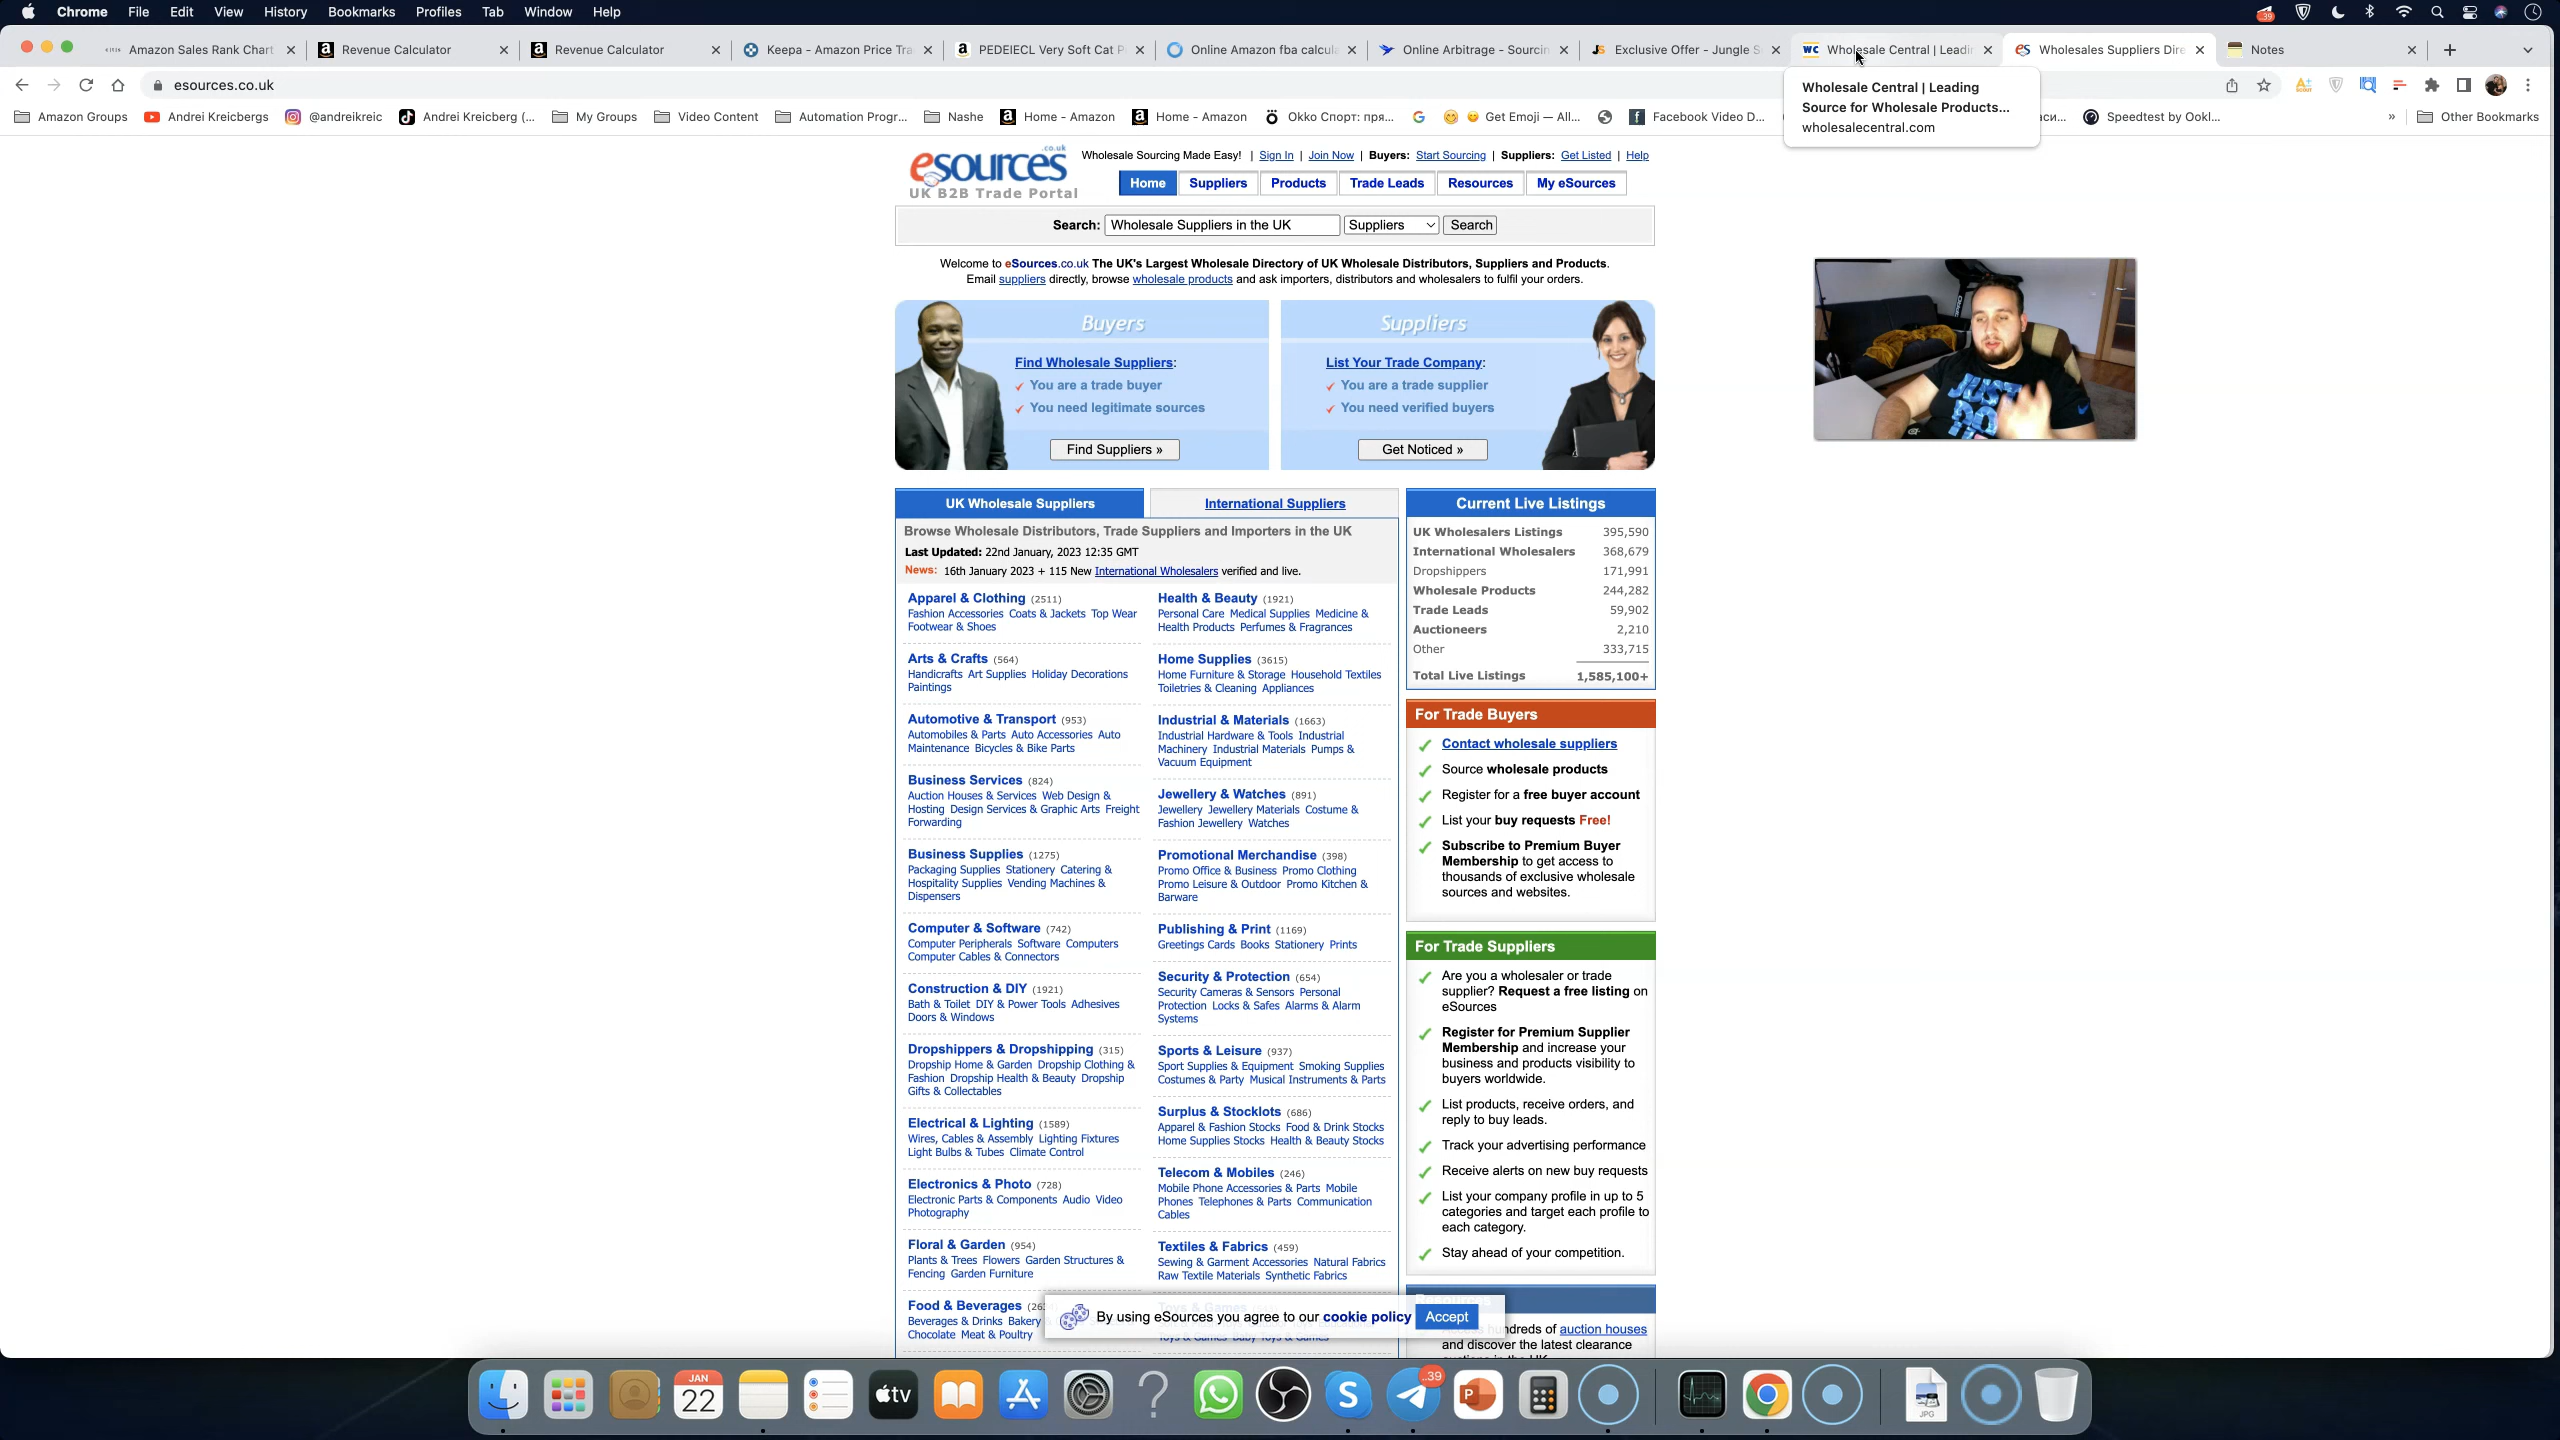 Chrome File Edit View History Bookmarks Profiles Tab Window Help
39
Amazon Sales Rank Chart Revenue Calculator Revenue Calculator Keepa - Amazon Price Tra PEDEIECL Very Soft Cat P Online Amazon fba calcula Online Arbitrage - Sourcin Exclusive Offer - Jungle S Wholesale Central | Leadin Wholesales Suppliers Dire Notes
esources.co.uk
Amazon Groups Andrei Kreicbergs @andreikreic Andrei Kreicberg (... My Groups Video Content Automation Progr... Nashe Home - Amazon Home - Amazon Okko Спорт: пря... Get Emoji — All... Facebook Video D... Speedtest by Ookl... » Other Bookmarks
Wholesale Central | Leading
Source for Wholesale Products...
wholesalecentral.com
esources .co.uk
UK B2B Trade Portal
Wholesale Sourcing Made Easy! | Sign In | Join Now | Buyers: Start Sourcing | Suppliers: Get Listed | Help
Home Suppliers Products Trade Leads Resources My eSources
Search: Wholesale Suppliers in the UK Suppliers Search
Welcome to eSources.co.uk The UK's Largest Wholesale Directory of UK Wholesale Distributors, Suppliers and Products.
Email suppliers directly, browse wholesale products and ask importers, distributors and wholesalers to fulfil your orders.
Buyers
Find Wholesale Suppliers:
You are a trade buyer
You need legitimate sources
Find Suppliers »
Suppliers
List Your Trade Company:
You are a trade supplier
You need verified buyers
Get Noticed »
JUST
DO
UK Wholesale Suppliers International Suppliers
Browse Wholesale Distributors, Trade Suppliers and Importers in the UK
Last Updated: 22nd January, 2023 12:35 GMT
News: 16th January 2023 + 115 New International Wholesalers verified and live.
Apparel & Clothing (2511)
Fashion Accessories Coats & Jackets Top Wear
Footwear & Shoes
Arts & Crafts (564)
Handicrafts Art Supplies Holiday Decorations
Paintings
Automotive & Transport (953)
Automobiles & Parts Auto Accessories Auto
Maintenance Bicycles & Bike Parts
Business Services (824)
Auction Houses & Services Web Design &
Hosting Design Services & Graphic Arts Freight
Forwarding
Business Supplies (1275)
Packaging Supplies Stationery Catering &
Hospitality Supplies Vending Machines &
Dispensers
Computer & Software (742)
Computer Peripherals Software Computers
Computer Cables & Connectors
Construction & DIY (1921)
Bath & Toilet DIY & Power Tools Adhesives
Doors & Windows
Dropshippers & Dropshipping (315)
Dropship Home & Garden Dropship Clothing &
Fashion Dropship Health & Beauty Dropship
Gifts & Collectables
Electrical & Lighting (1589)
Wires, Cables & Assembly Lighting Fixtures
Light Bulbs & Tubes Climate Control
Electronics & Photo (728)
Electronic Parts & Components Audio Video
Photography
Floral & Garden (954)
Plants & Trees Flowers Garden Structures &
Fencing Garden Furniture
Food & Beverages
Beverages & Drinks Bakery
Chocolate Meat & Poultry
Health & Beauty (1921)
Personal Care Medical Supplies Medicine &
Health Products Perfumes & Fragrances
Home Supplies (3615)
Home Furniture & Storage Household Textiles
Toiletries & Cleaning Appliances
Industrial & Materials (1663)
Industrial Hardware & Tools Industrial
Machinery Industrial Materials Pumps &
Vacuum Equipment
Jewellery & Watches (891)
Jewellery Jewellery Materials Costume &
Fashion Jewellery Watches
Promotional Merchandise (398)
Promo Office & Business Promo Clothing
Promo Leisure & Outdoor Promo Kitchen &
Barware
Publishing & Print (1169)
Greetings Cards Books Stationery Prints
Security & Protection (654)
Security Cameras & Sensors Personal
Protection Locks & Safes Alarms & Alarm
Systems
Sports & Leisure (937)
Sport Supplies & Equipment Smoking Supplies
Costumes & Party Musical Instruments & Parts
Surplus & Stocklots (686)
Apparel & Fashion Stocks Food & Drink Stocks
Home Supplies Stocks Health & Beauty Stocks
Telecom & Mobiles (246)
Mobile Phone Accessories & Parts Mobile
Phones Telephones & Parts Communication
Cables
Textiles & Fabrics (459)
Sewing & Garment Accessories Natural Fabrics
Raw Textile Materials Synthetic Fabrics
Toys & Games
Toys & Games Baby Toys & Games
Current Live Listings
UK Wholesalers Listings 395,590
International Wholesalers 368,679
Dropshippers 171,991
Wholesale Products 244,282
Trade Leads 59,902
Auctioneers 2,210
Other 333,715
Total Live Listings 1,585,100+
For Trade Buyers
Contact wholesale suppliers
Source wholesale products
Register for a free buyer account
List your buy requests Free!
Subscribe to Premium Buyer
Membership to get access to
thousands of exclusive wholesale
sources and websites.
For Trade Suppliers
Are you a wholesaler or trade
supplier? Request a free listing on
eSources
Register for Premium Supplier
Membership and increase your
business and products visibility to
buyers worldwide.
List products, receive orders, and
reply to buy leads.
Track your advertising performance
Receive alerts on new buy requests
List your company profile in up to 5
categories and target each profile to
each category.
Stay ahead of your competition.
Resources
hundreds of auction houses
and discover the latest clearance
By using eSources you agree to our cookie policy Accept
JAN
22
tv
..39
JPG